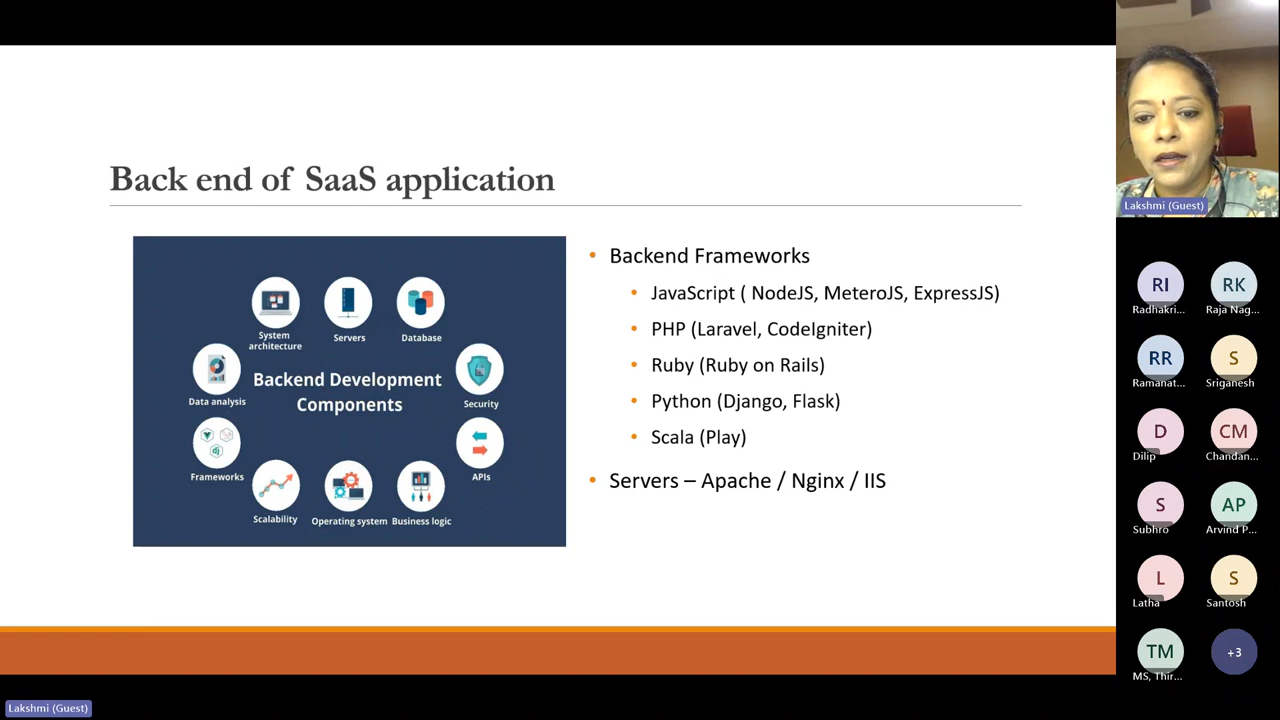 Back end of SaaS application
System
architecture
Servers
Database
Data analysis
Backend Development
Components
Security
Frameworks
APIs
Scalability
Operating system
Business logic
• Backend Frameworks
• JavaScript ( NodeJS, MeteroJS, ExpressJS)
• PHP (Laravel, CodeIgniter)
• Ruby (Ruby on Rails)
• Python (Django, Flask)
• Scala (Play)
• Servers – Apache / Nginx / IIS
Lakshmi (Guest)
RI
Radhakri...
RK
Raja Nag...
RR
Ramanat...
S
Sriganesh
D
Dilip
CM
Chandan...
S
Subhro
AP
Arvind P...
L
Latha
S
Santosh
TM
MS, Thir...
+3
Lakshmi (Guest)